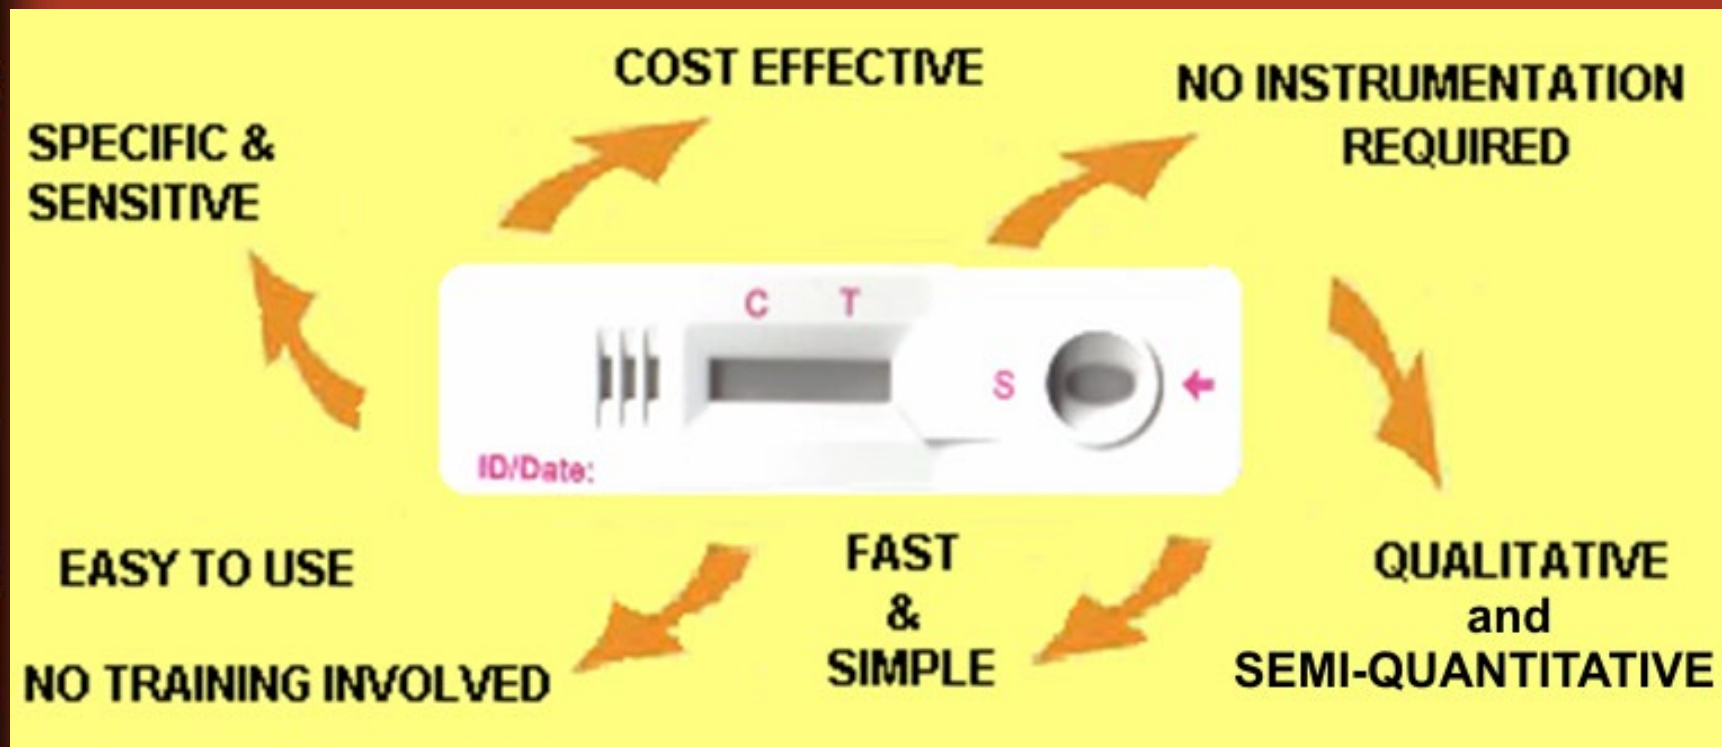 COST EFFECTIVE
NO INSTRUMENTATION
REQUIRED
SPECIFIC &
SENSITIVE
C T
S
ID/Date:
EASY TO USE
NO TRAINING INVOLVED
FAST
&
SIMPLE
QUALITATIVE
and
SEMI-QUANTITATIVE